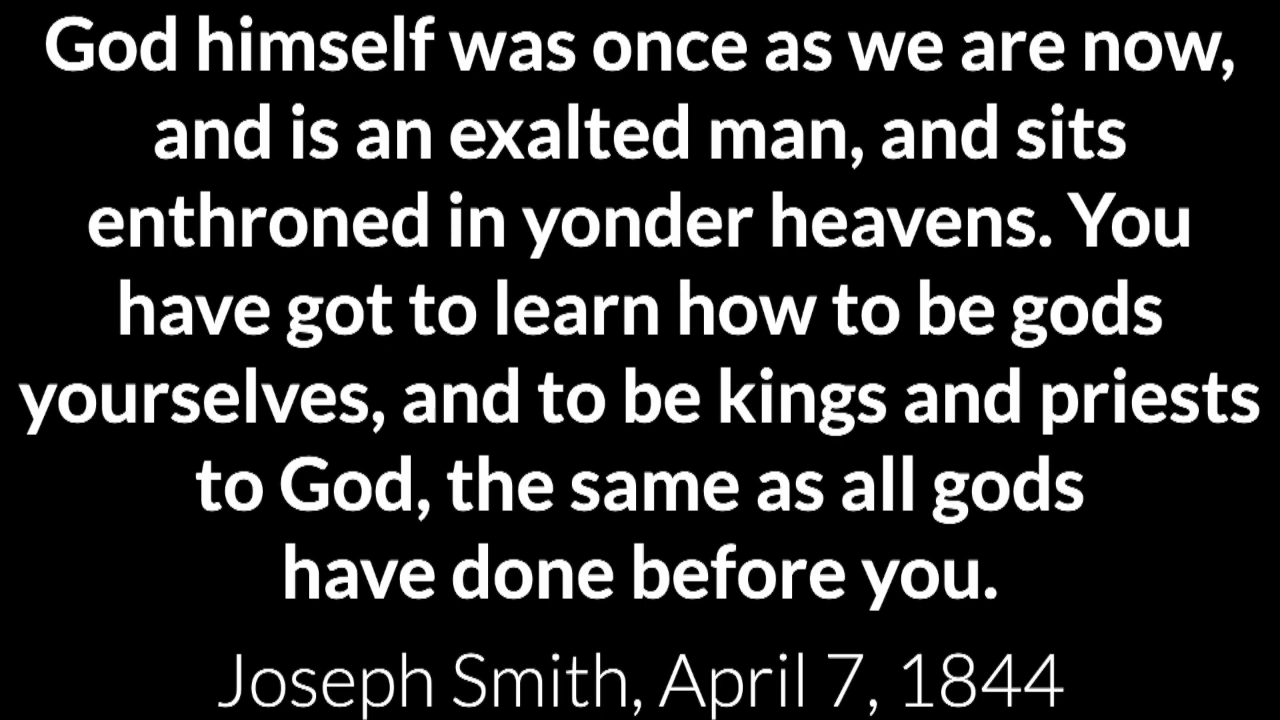 God himself was once as we are now,
and is an exalted man, and sits
enthroned in yonder heavens. You
have got to learn how to be gods
yourselves, and to be kings and priests
to God, the same as all gods
have done before you.
Joseph Smith, April 7, 1844